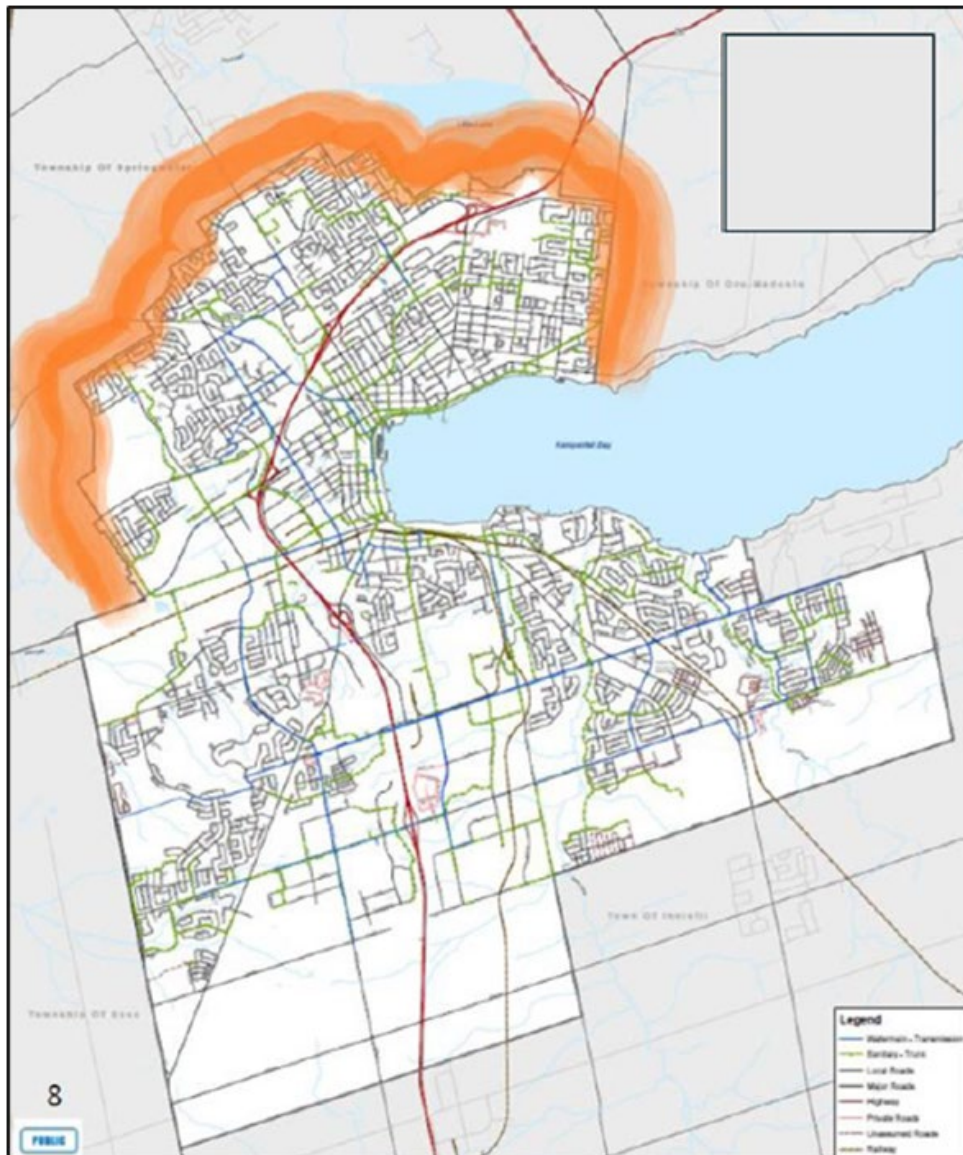 Township Of Springwater
Township Of Oro-Medonte
Kempenfelt Bay
Town Of Innisfil
Township Of Essa
Legend
Watermain - Transmission
Sanitary - Trunk
Local Roads
Major Roads
Highway
Private Roads
Unassumed Roads
Railway
8
PUBLIC